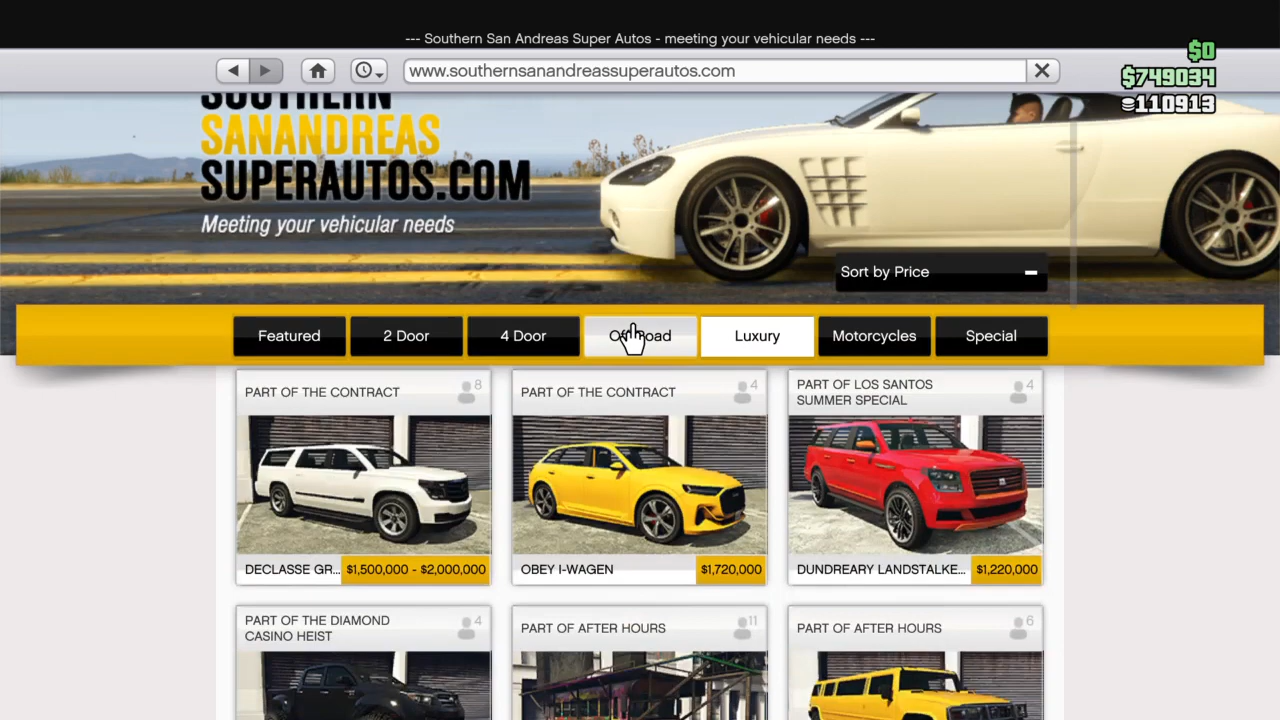 --- Southern San Andreas Super Autos - meeting your vehicular needs ---
www.southernsanandreassuperautos.com
$0
$749034
110913
SOUTHERN
SANANDREAS
SUPERAUTOS.COM
Meeting your vehicular needs
Sort by Price
Featured
2 Door
4 Door
Off-Road
Luxury
Motorcycles
Special
PART OF THE CONTRACT
8
PART OF THE CONTRACT
4
PART OF LOS SANTOS
SUMMER SPECIAL
4
DECLASSE GR... $1,500,000 - $2,000,000
OBEY I-WAGEN $1,720,000
DUNDREARY LANDSTALKE... $1,220,000
PART OF THE DIAMOND
CASINO HEIST
4
PART OF AFTER HOURS
11
PART OF AFTER HOURS
6